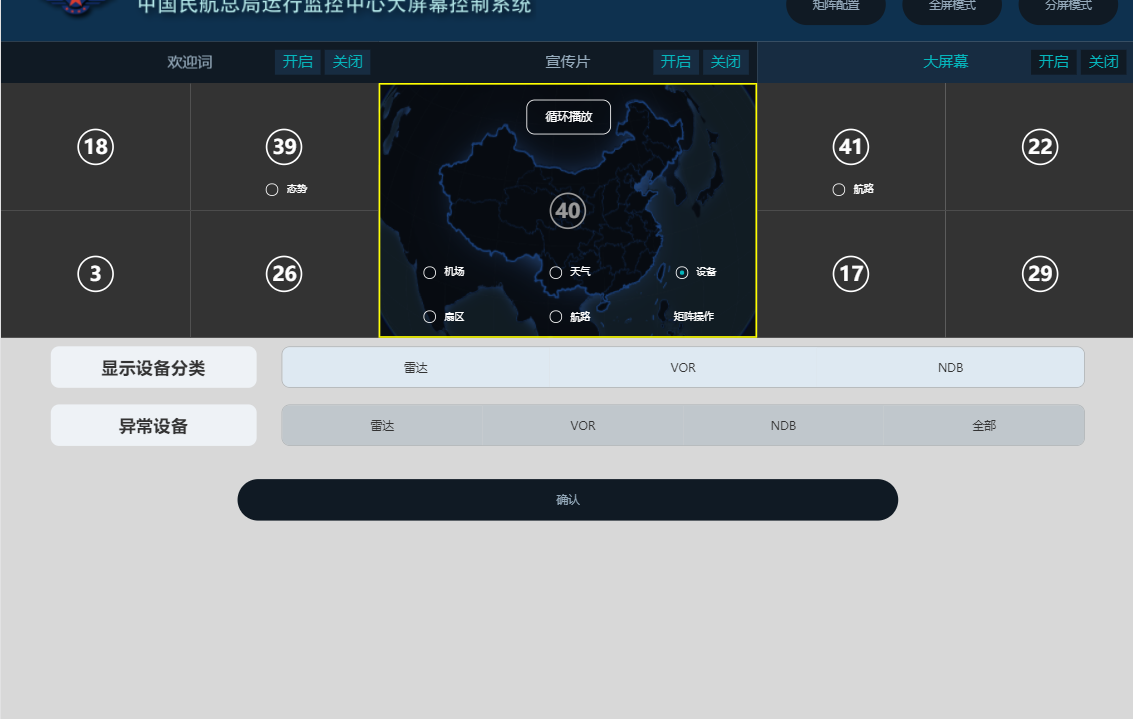 中国民航总局运行监控中心大屏幕控制系统
矩阵配置 全屏模式 分屏模式
欢迎词 开启 关闭 宣传片 开启 关闭 大屏幕 开启 关闭
循环播放
18 39 41 22
态势 航路
40
3 26 17 29
机场 天气 设备
扇区 航路 矩阵操作
显示设备分类 雷达 VOR NDB
异常设备 雷达 VOR NDB 全部
确认